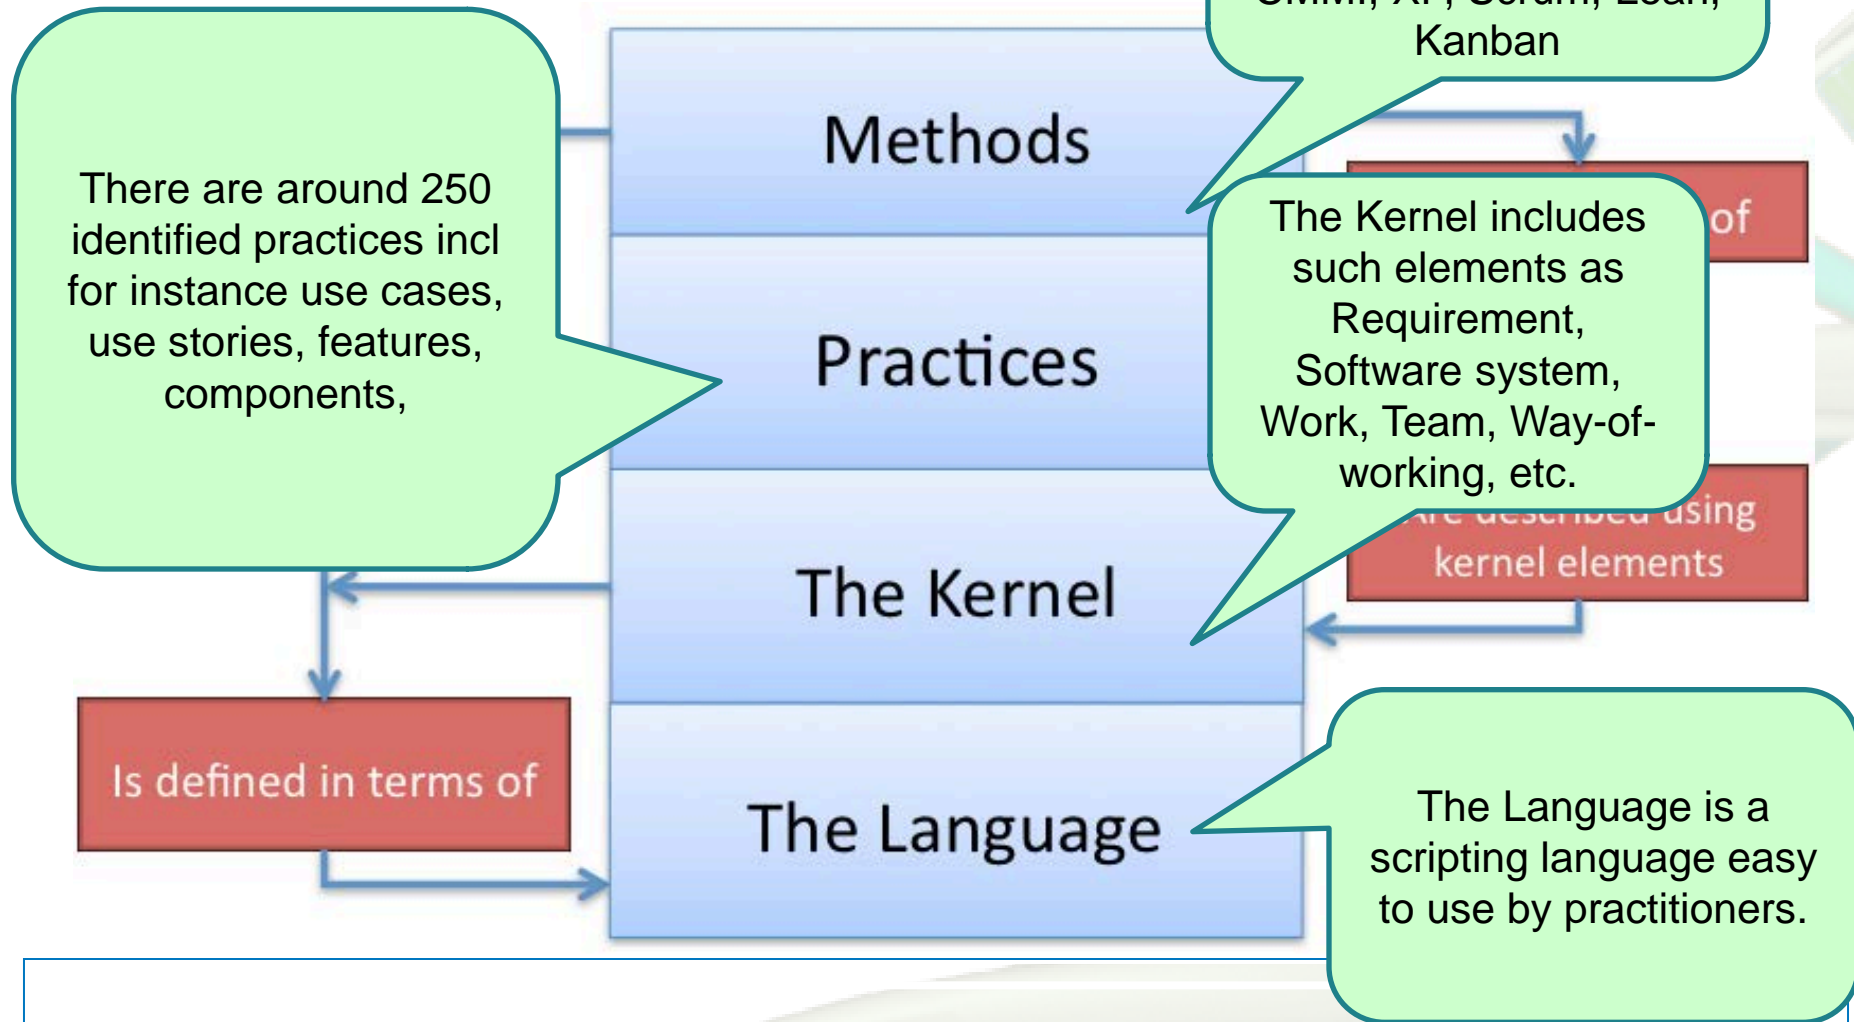 Kanban
Methods
There are around 250
identified practices incl
for instance use cases,
use stories, features,
components,
of
The Kernel includes
such elements as
Requirement,
Software system,
Work, Team, Way-of-
working, etc.
Practices
using
kernel elements
The Kernel
Is defined in terms of
The Language
The Language is a
scripting language easy
to use by practitioners.